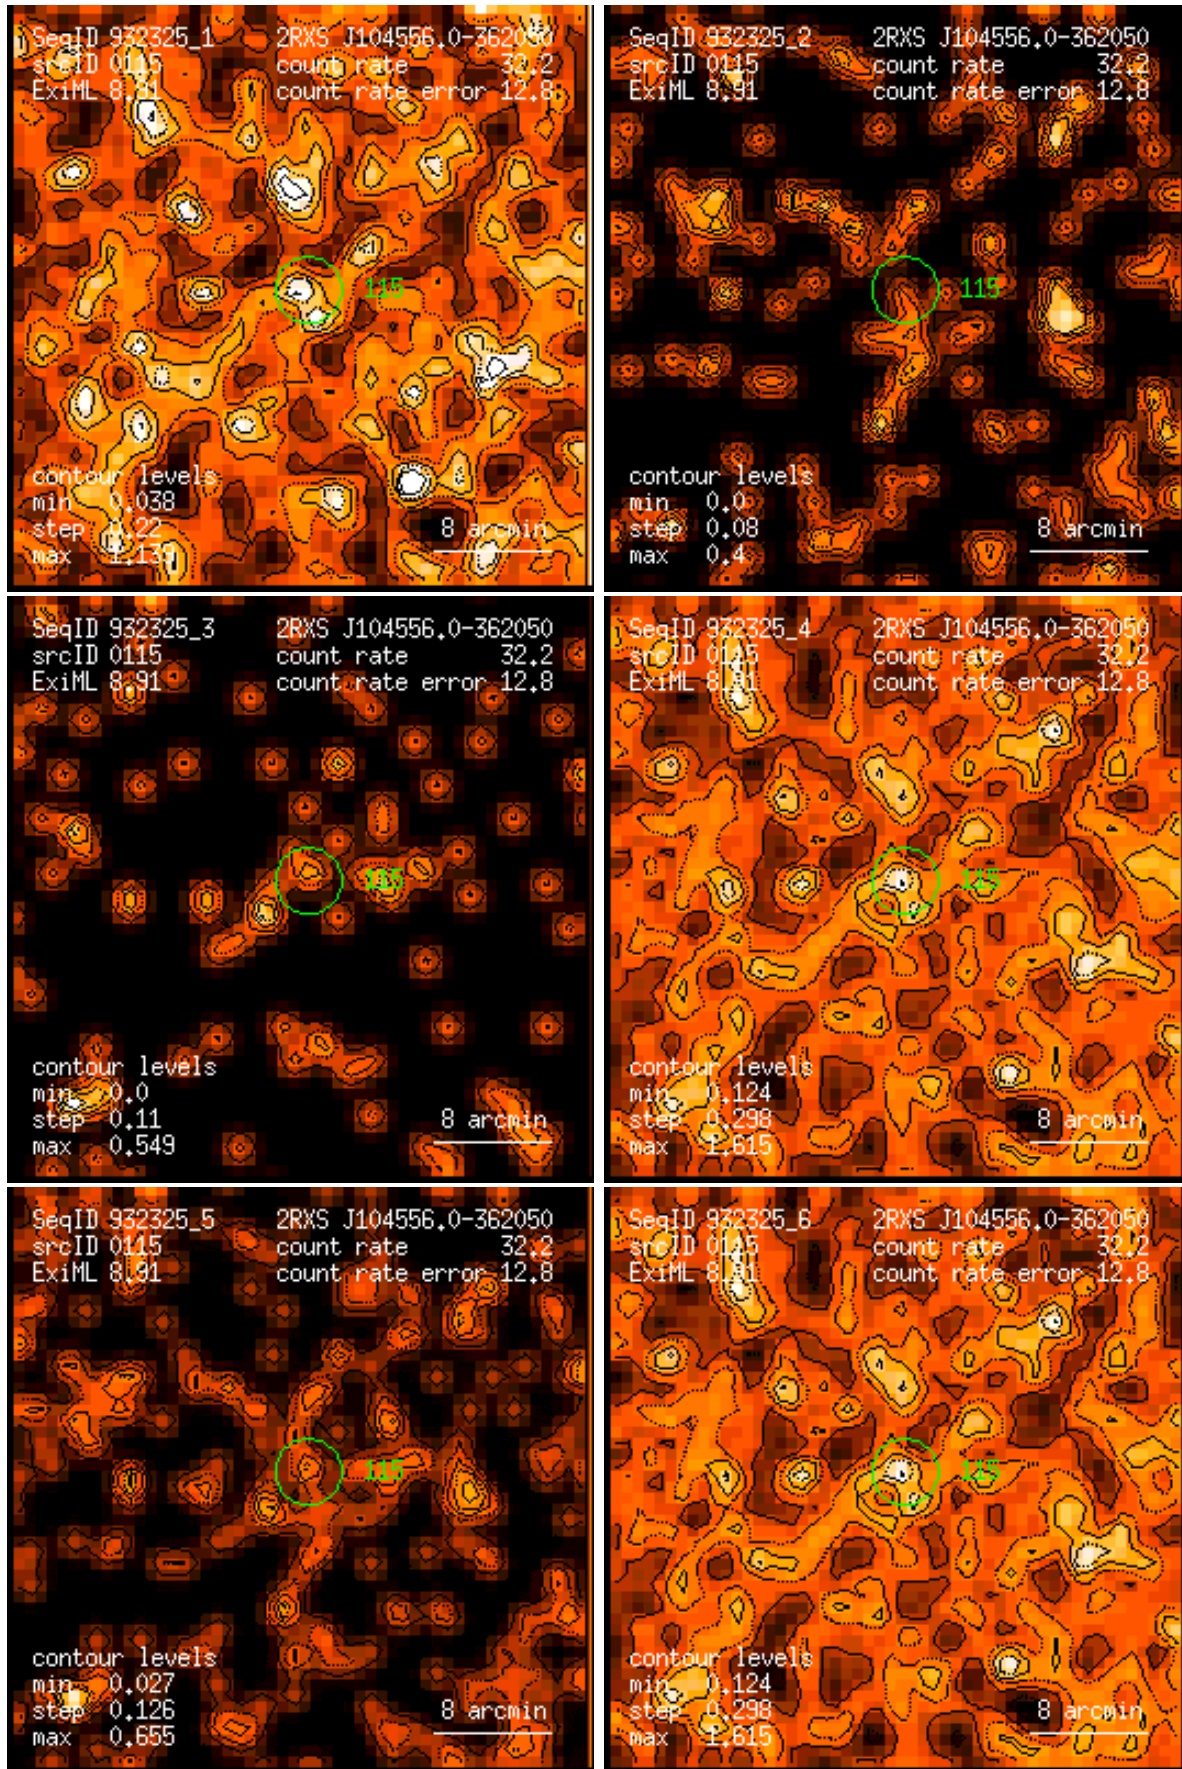 SeqID 932325_1 2RXS J104556.0-362050
srcID 0115 count rate 32.2
ExiML 8.91 count rate error 12.8
115
contour levels
min 0.038
step 0.22
max 1.139
8 arcmin
SeqID 932325_2 2RXS J104556.0-362050
srcID 0115 count rate 32.2
ExiML 8.91 count rate error 12.8
115
contour levels
min 0.0
step 0.08
max 0.4
8 arcmin
SeqID 932325_3 2RXS J104556.0-362050
srcID 0115 count rate 32.2
ExiML 8.91 count rate error 12.8
115
contour levels
min 0.0
step 0.11
max 0.549
8 arcmin
SeqID 932325_4 2RXS J104556.0-362050
srcID 0115 count rate 32.2
ExiML 8.91 count rate error 12.8
115
contour levels
min 0.124
step 0.298
max 1.615
8 arcmin
SeqID 932325_5 2RXS J104556.0-362050
srcID 0115 count rate 32.2
ExiML 8.91 count rate error 12.8
115
contour levels
min 0.027
step 0.126
max 0.655
8 arcmin
SeqID 932325_6 2RXS J104556.0-362050
srcID 0115 count rate 32.2
ExiML 8.91 count rate error 12.8
115
contour levels
min 0.124
step 0.298
max 1.615
8 arcmin